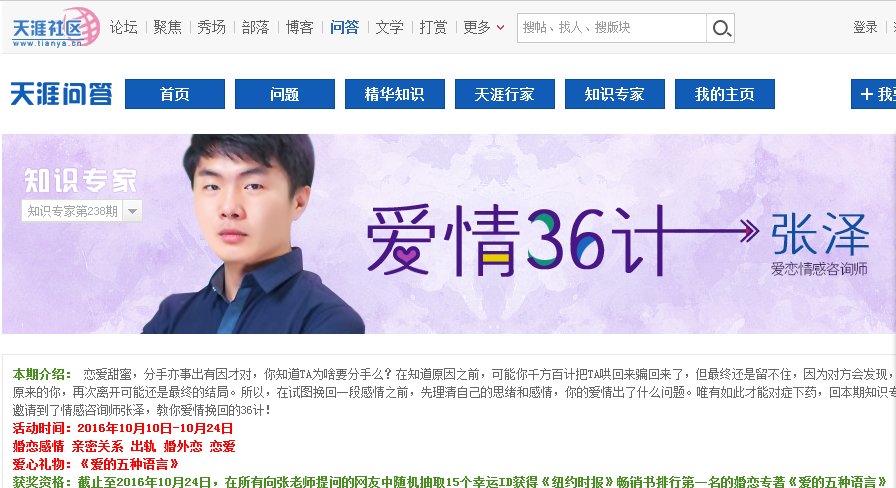 天涯社区
www.tianya.cn
论坛 聚焦 秀场 部落 博客 问答 文学 打赏 更多 搜帖、找人、搜版块 登录
天涯问答 首页 问题 精华知识 天涯行家 知识专家 我的主页 + 我
知识专家
知识专家第238期
爱情36计
张泽
爱恋情感咨询师
本期介绍： 恋爱甜蜜，分手亦事出有因才对，你知道TA为啥要分手么？在知道原因之前，可能你千方百计把TA哄回来骗回来了，但最终还是留不住，因为对方会发现，
原来的你，再次离开可能还是最终的结局。所以，在试图挽回一段感情之前，先理清自己的思绪和感情，你的爱情出了什么问题。唯有如此才能对症下药，回本期知识专
邀请到了情感咨询师张泽，教你爱情挽回的36计！
活动时间：2016年10月10日-10月24日
婚恋感情 亲密关系 出轨 婚外恋 恋爱
爱心礼物：《爱的五种语言》
获奖资格：截止至2016年10月24日，在所有向张老师提问的网友中随机抽取15个幸运ID获得《纽约时报》畅销书排行第一名的婚恋专著《爱的五种语言》